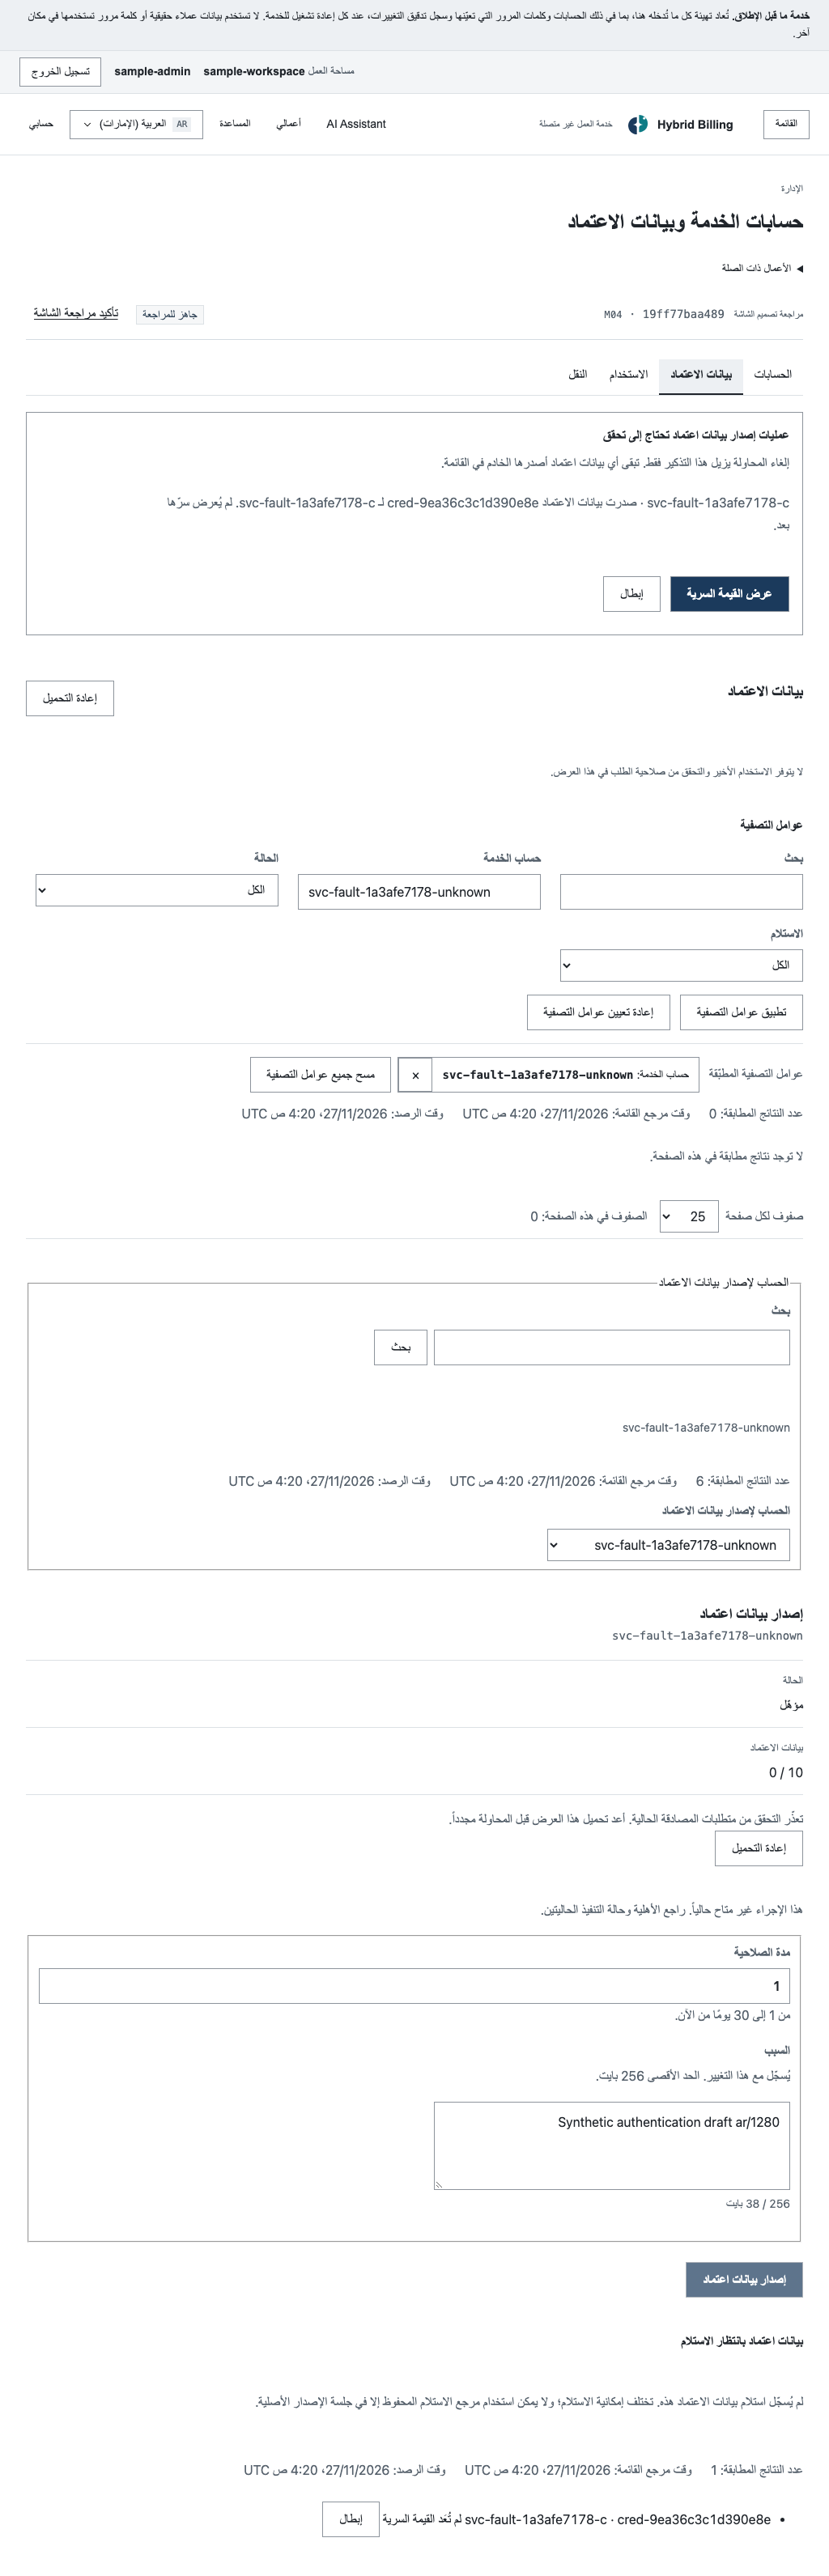 خدمة ما قبل الإطلاق. تُعاد تهيئة كل ما تُدخله هنا، بما في ذلك الحسابات وكلمات المرور التي تعيّنها وسجل تدقيق التغييرات، عند كل إعادة تشغيل للخدمة. لا تستخدم بيانات عملاء حقيقية أو كلمة مرور تستخدمها في مكان
آخر.
مساحة العمل sample-workspace sample-admin تسجيل الخروج
القائمة Hybrid Billing خدمة العمل غير متصلة AI Assistant أعمالي المساعدة AR العربية (الإمارات) حسابي
الإدارة
حسابات الخدمة وبيانات الاعتماد
الأعمال ذات الصلة
مراجعة تصميم الشاشة M04 · 19ff77baa489 جاهز للمراجعة تأكيد مراجعة الشاشة
الحسابات بيانات الاعتماد الاستخدام النقل
عمليات إصدار بيانات اعتماد تحتاج إلى تحقق
إلغاء المحاولة يزيل هذا التذكير فقط. تبقى أي بيانات اعتماد أصدرها الخادم في القائمة.
svc-fault-1a3afe7178-c · صدرت بيانات الاعتماد cred-9ea36c3c1d390e8e لـ svc-fault-1a3afe7178-c. لم يُعرض سرّها
بعد.
عرض القيمة السرية إبطال
بيانات الاعتماد إعادة التحميل
لا يتوفر الاستخدام الأخير والتحقق من صلاحية الطلب في هذا العرض.
عوامل التصفية
بحث حساب الخدمة الحالة
svc-fault-1a3afe7178-unknown الكل
الاستلام
الكل
تطبيق عوامل التصفية إعادة تعيين عوامل التصفية
عوامل التصفية المطبّقة حساب الخدمة: svc-fault-1a3afe7178-unknown × مسح جميع عوامل التصفية
عدد النتائج المطابقة: 0 وقت مرجع القائمة: 27/11/2026، 4:20 ص UTC وقت الرصد: 27/11/2026، 4:20 ص UTC
لا توجد نتائج مطابقة في هذه الصفحة.
صفوف لكل صفحة 25 الصفوف في هذه الصفحة: 0
الحساب لإصدار بيانات الاعتماد
بحث
بحث
svc-fault-1a3afe7178-unknown
عدد النتائج المطابقة: 6 وقت مرجع القائمة: 27/11/2026، 4:20 ص UTC وقت الرصد: 27/11/2026، 4:20 ص UTC
الحساب لإصدار بيانات الاعتماد
svc-fault-1a3afe7178-unknown
إصدار بيانات اعتماد
svc-fault-1a3afe7178-unknown
الحالة
مؤهّل
بيانات الاعتماد
0 / 10
تعذّر التحقق من متطلبات المصادقة الحالية. أعد تحميل هذا العرض قبل المحاولة مجدداً.
إعادة التحميل
هذا الإجراء غير متاح حالياً. راجع الأهلية وحالة التنفيذ الحاليتين.
مدة الصلاحية
1
من 1 إلى 30 يومًا من الآن.
السبب
يُسجّل مع هذا التغيير. الحد الأقصى 256 بايت.
Synthetic authentication draft ar/1280
256 / 38 بايت
إصدار بيانات اعتماد
بيانات اعتماد بانتظار الاستلام
لم يُسجّل استلام بيانات الاعتماد هذه. تختلف إمكانية الاستلام؛ ولا يمكن استخدام مرجع الاستلام المحفوظ إلا في جلسة الإصدار الأصلية.
عدد النتائج المطابقة: 1 وقت مرجع القائمة: 27/11/2026، 4:20 ص UTC وقت الرصد: 27/11/2026، 4:20 ص UTC
• svc-fault-1a3afe7178-c · cred-9ea36c3c1d390e8e لم تُعَد القيمة السرية إبطال